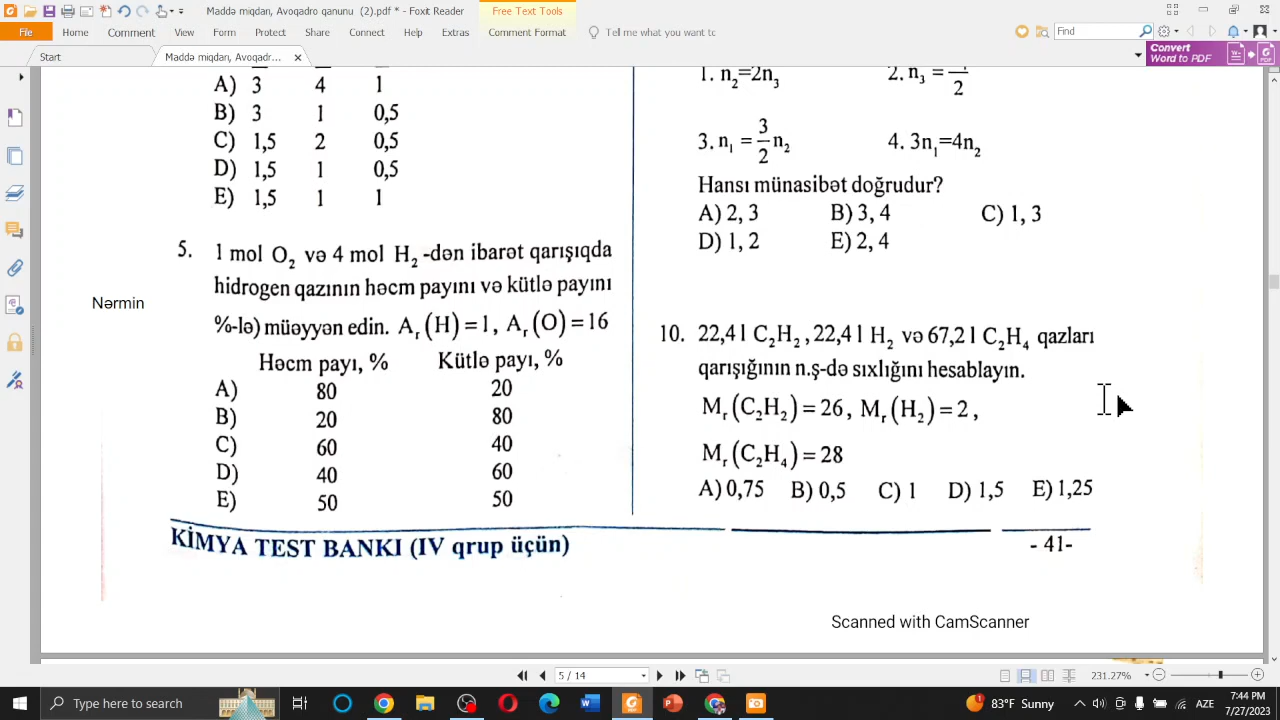 Maddə miqdarı, Avoqadro qanunu (2).pdf * - Foxit Reader
Free Text Tools
File Home Comment View Form Protect Share Connect Help Extras Comment Format Tell me what you want to
Find
Start
Maddə miqdarı, Avoqadr...
Convert
Word to PDF
A) 3 4 1
B) 3 1 0,5
C) 1,5 2 0,5
D) 1,5 1 0,5
E) 1,5 1 1
5. 1 mol O₂ və 4 mol H₂-dən ibarət qarışıqda
hidrogen qazının həcm payını və kütlə payını
%-lə) müəyyən edin. Aᵣ(H)=1, Aᵣ(O)=16
Həcm payı, % Kütlə payı, %
A) 80 20
B) 20 80
C) 60 40
D) 40 60
E) 50 50
Nərmin
1. n₂=2n₃ 2. n₃ = — 2
3. n₁ = 3/2 n₂ 4. 3n₁=4n₂
Hansı münasibət doğrudur?
A) 2, 3 B) 3, 4 C) 1, 3
D) 1, 2 E) 2, 4
10. 22,4 l C₂H₂, 22,4 l H₂ və 67,2 l C₂H₄ qazları
qarışığının n.ş-də sıxlığını hesablayın.
Mᵣ(C₂H₂)=26, Mᵣ(H₂)=2,
Mᵣ(C₂H₄)=28
A) 0,75 B) 0,5 C) 1 D) 1,5 E) 1,25
KİMYA TEST BANKI (IV qrup üçün)
- 41-
Scanned with CamScanner
5 / 14
231.27%
Type here to search
83°F Sunny
AZE
7:44 PM
7/27/2023